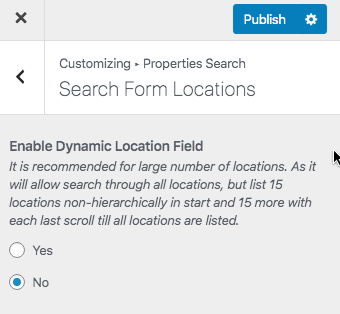 Publish
Customizing ▸ Properties Search
Search Form Locations
Enable Dynamic Location Field
It is recommended for large number of locations. As it
will allow search through all locations, but list 15
locations non-hierarchically in start and 15 more with
each last scroll till all locations are listed.
Yes
No